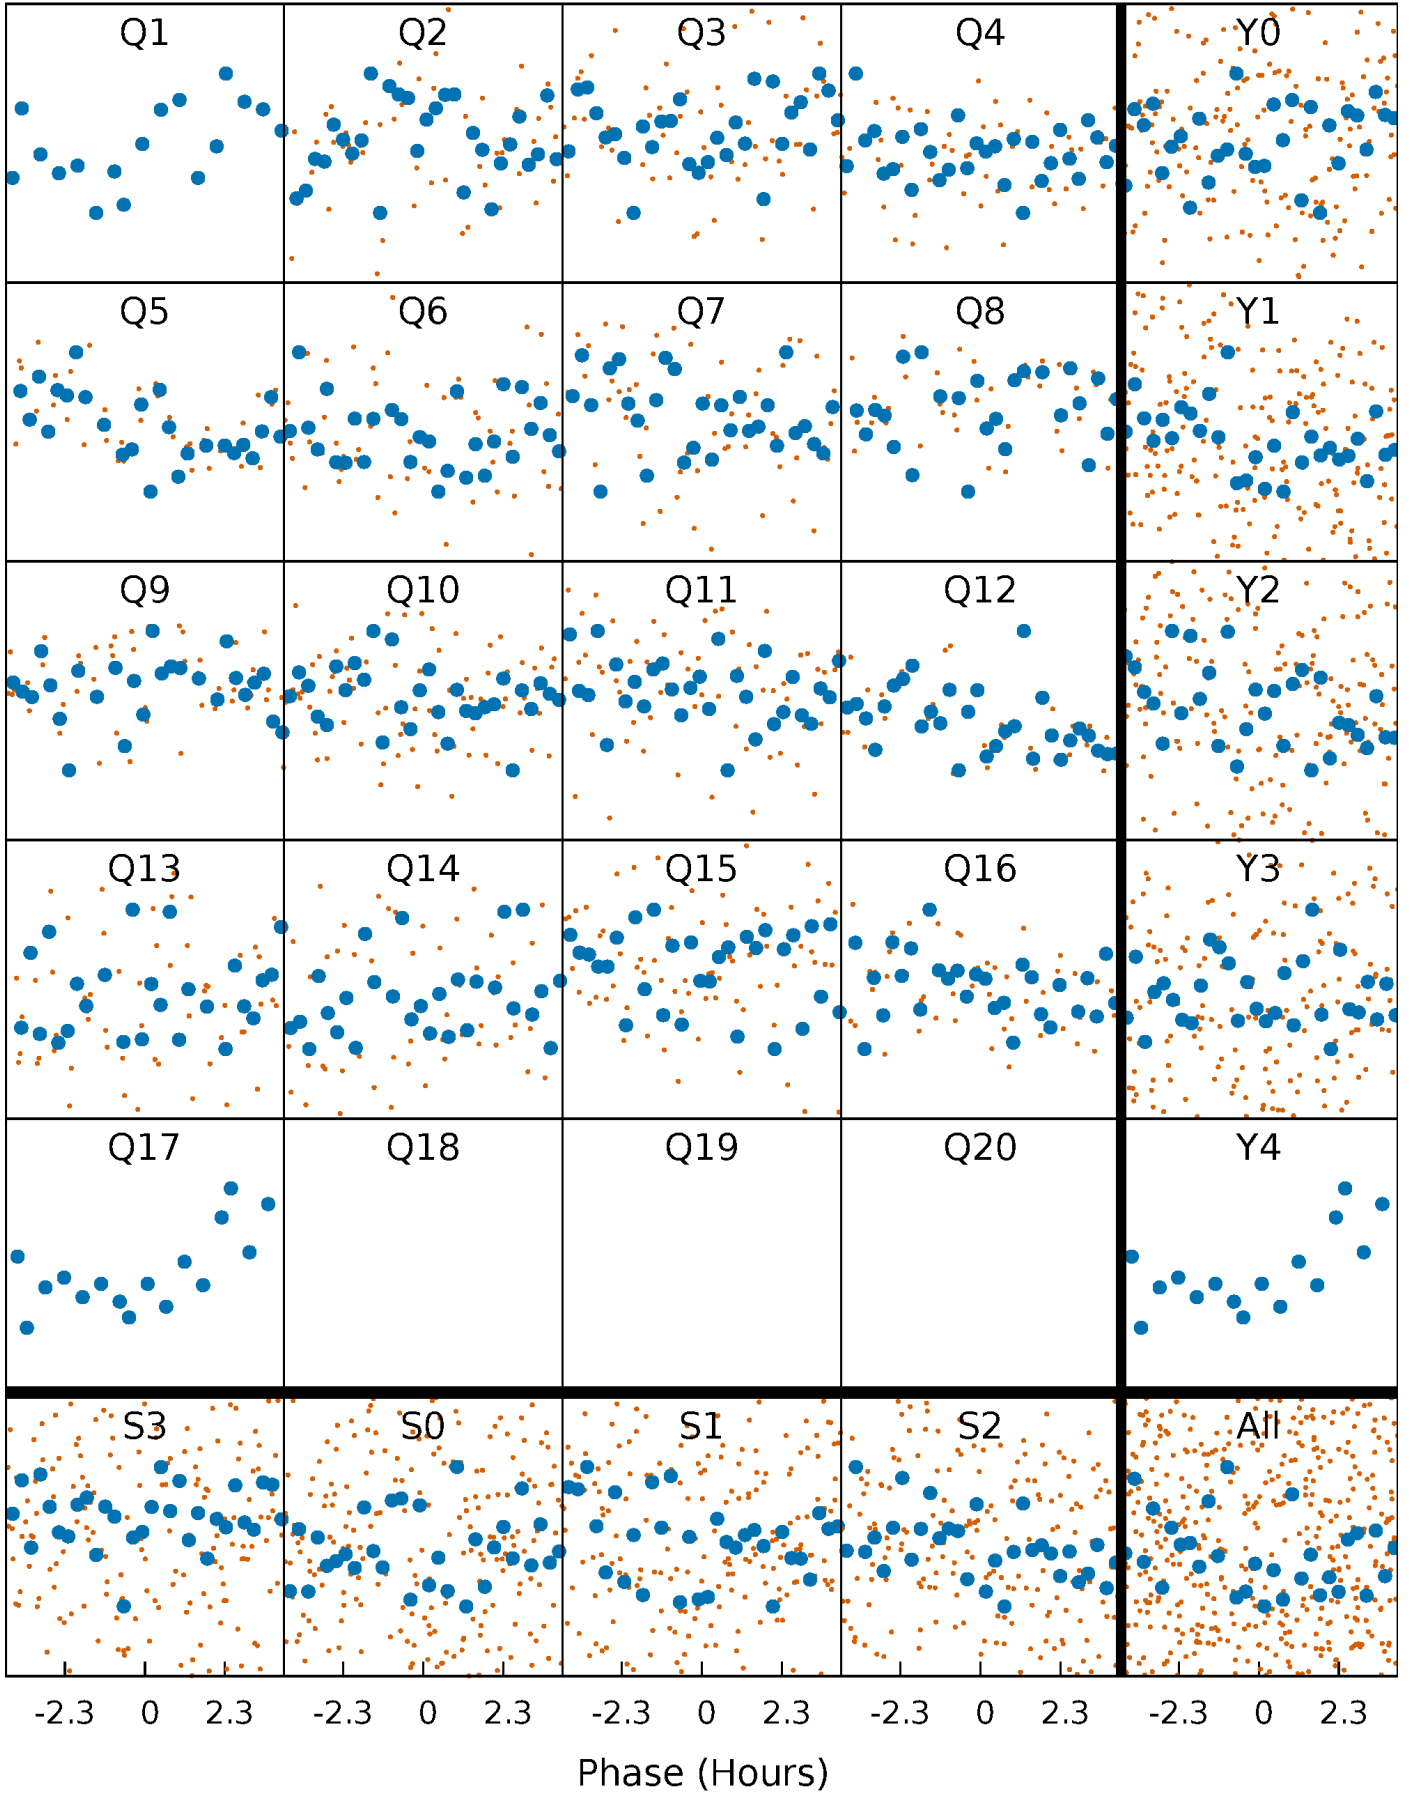 Q1 Q2 Q3 Q4 Y0
Q5 Q6 Q7 Q8 Y1
Q9 Q10 Q11 Q12 Y2
Q13 Q14 Q15 Q16 Y3
Q17 Q18 Q19 Q20 Y4
S3 S0 S1 S2 All
-2.3 0 2.3 -2.3 0 2.3 -2.3 0 2.3 -2.3 0 2.3 -2.3 0 2.3
Phase (Hours)